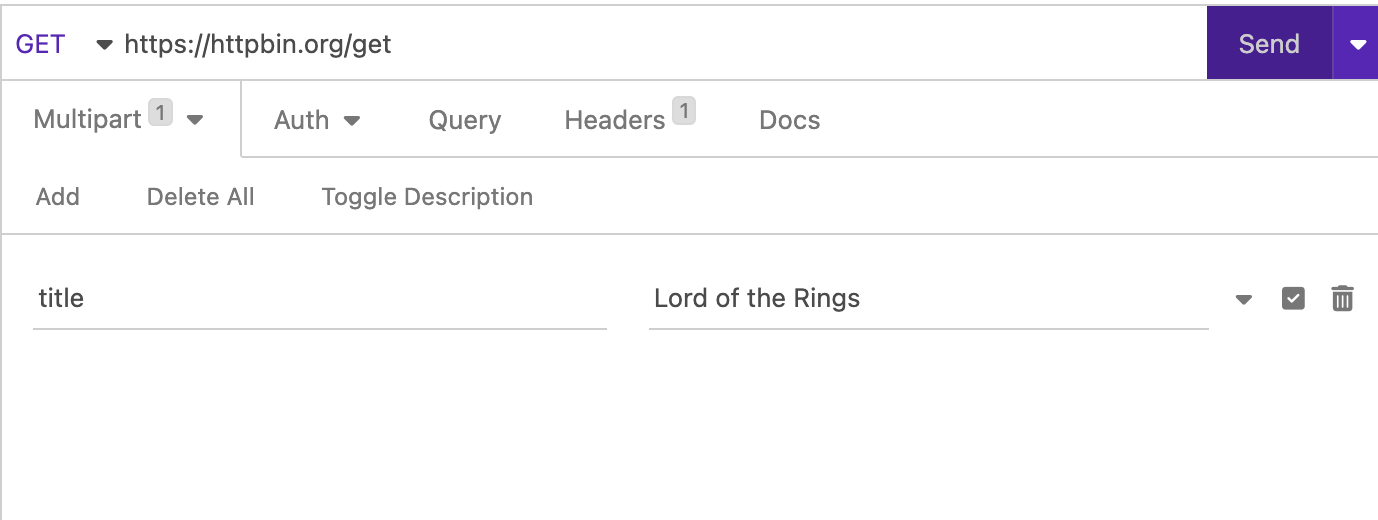 GET https://httpbin.org/get Send
Multipart 1 Auth Query Headers 1 Docs
Add Delete All Toggle Description
title Lord of the Rings